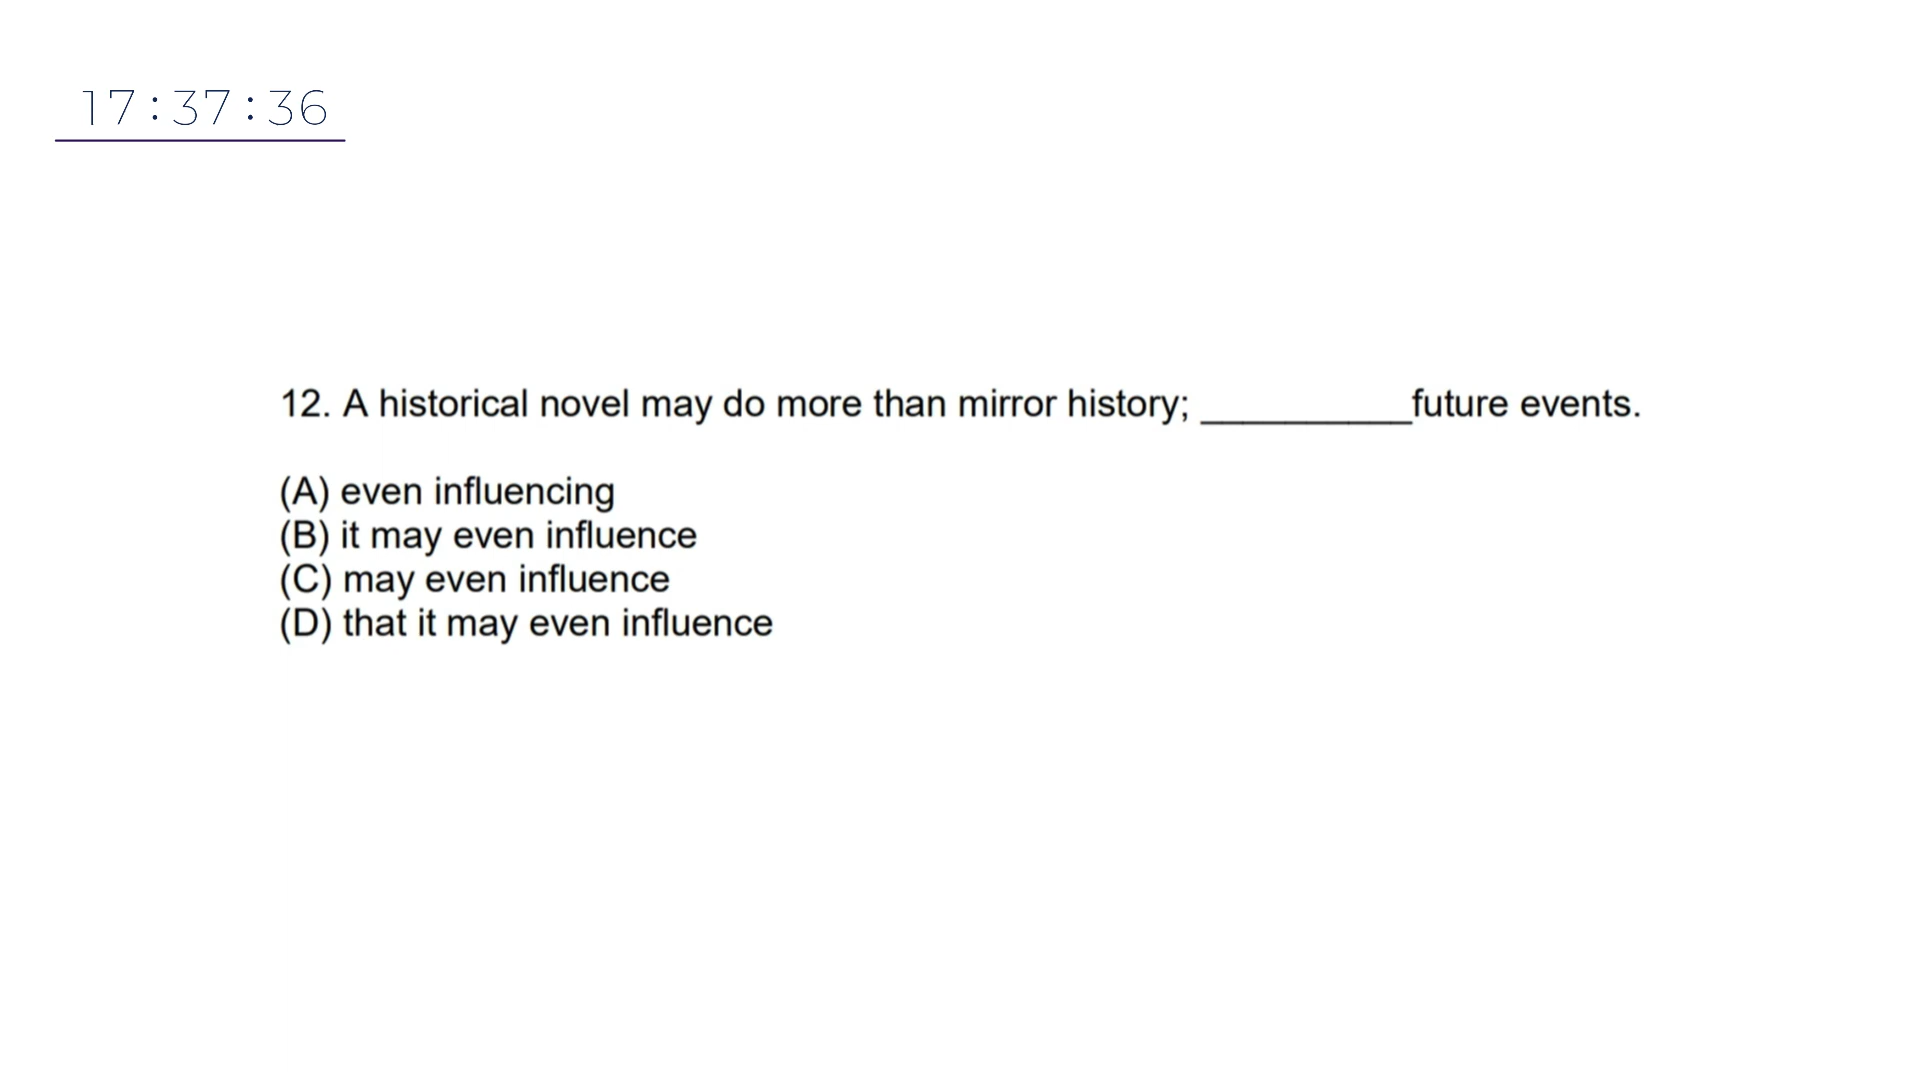 17:37:36
12. A historical novel may do more than mirror history; __________future events.
(A) even influencing
(B) it may even influence
(C) may even influence
(D) that it may even influence